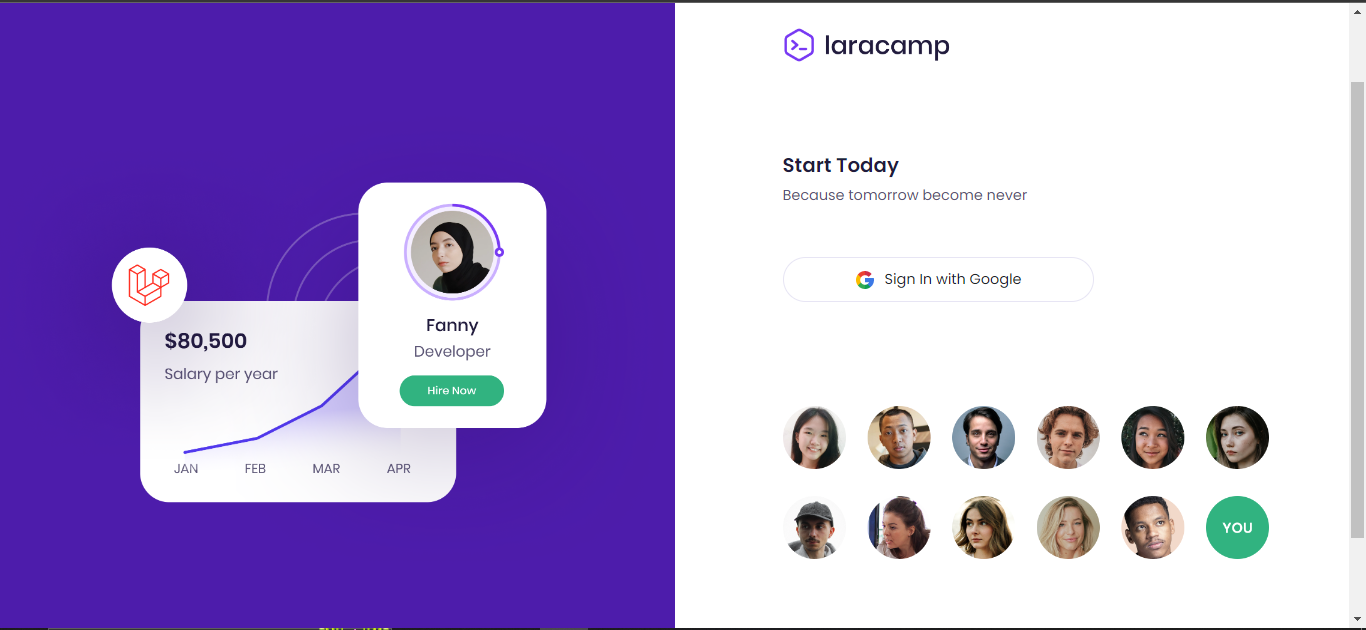 laracamp
Start Today
Because tomorrow become never
Sign In with Google
Fanny
Developer
Hire Now
$80,500
Salary per year
JAN FEB MAR APR
YOU